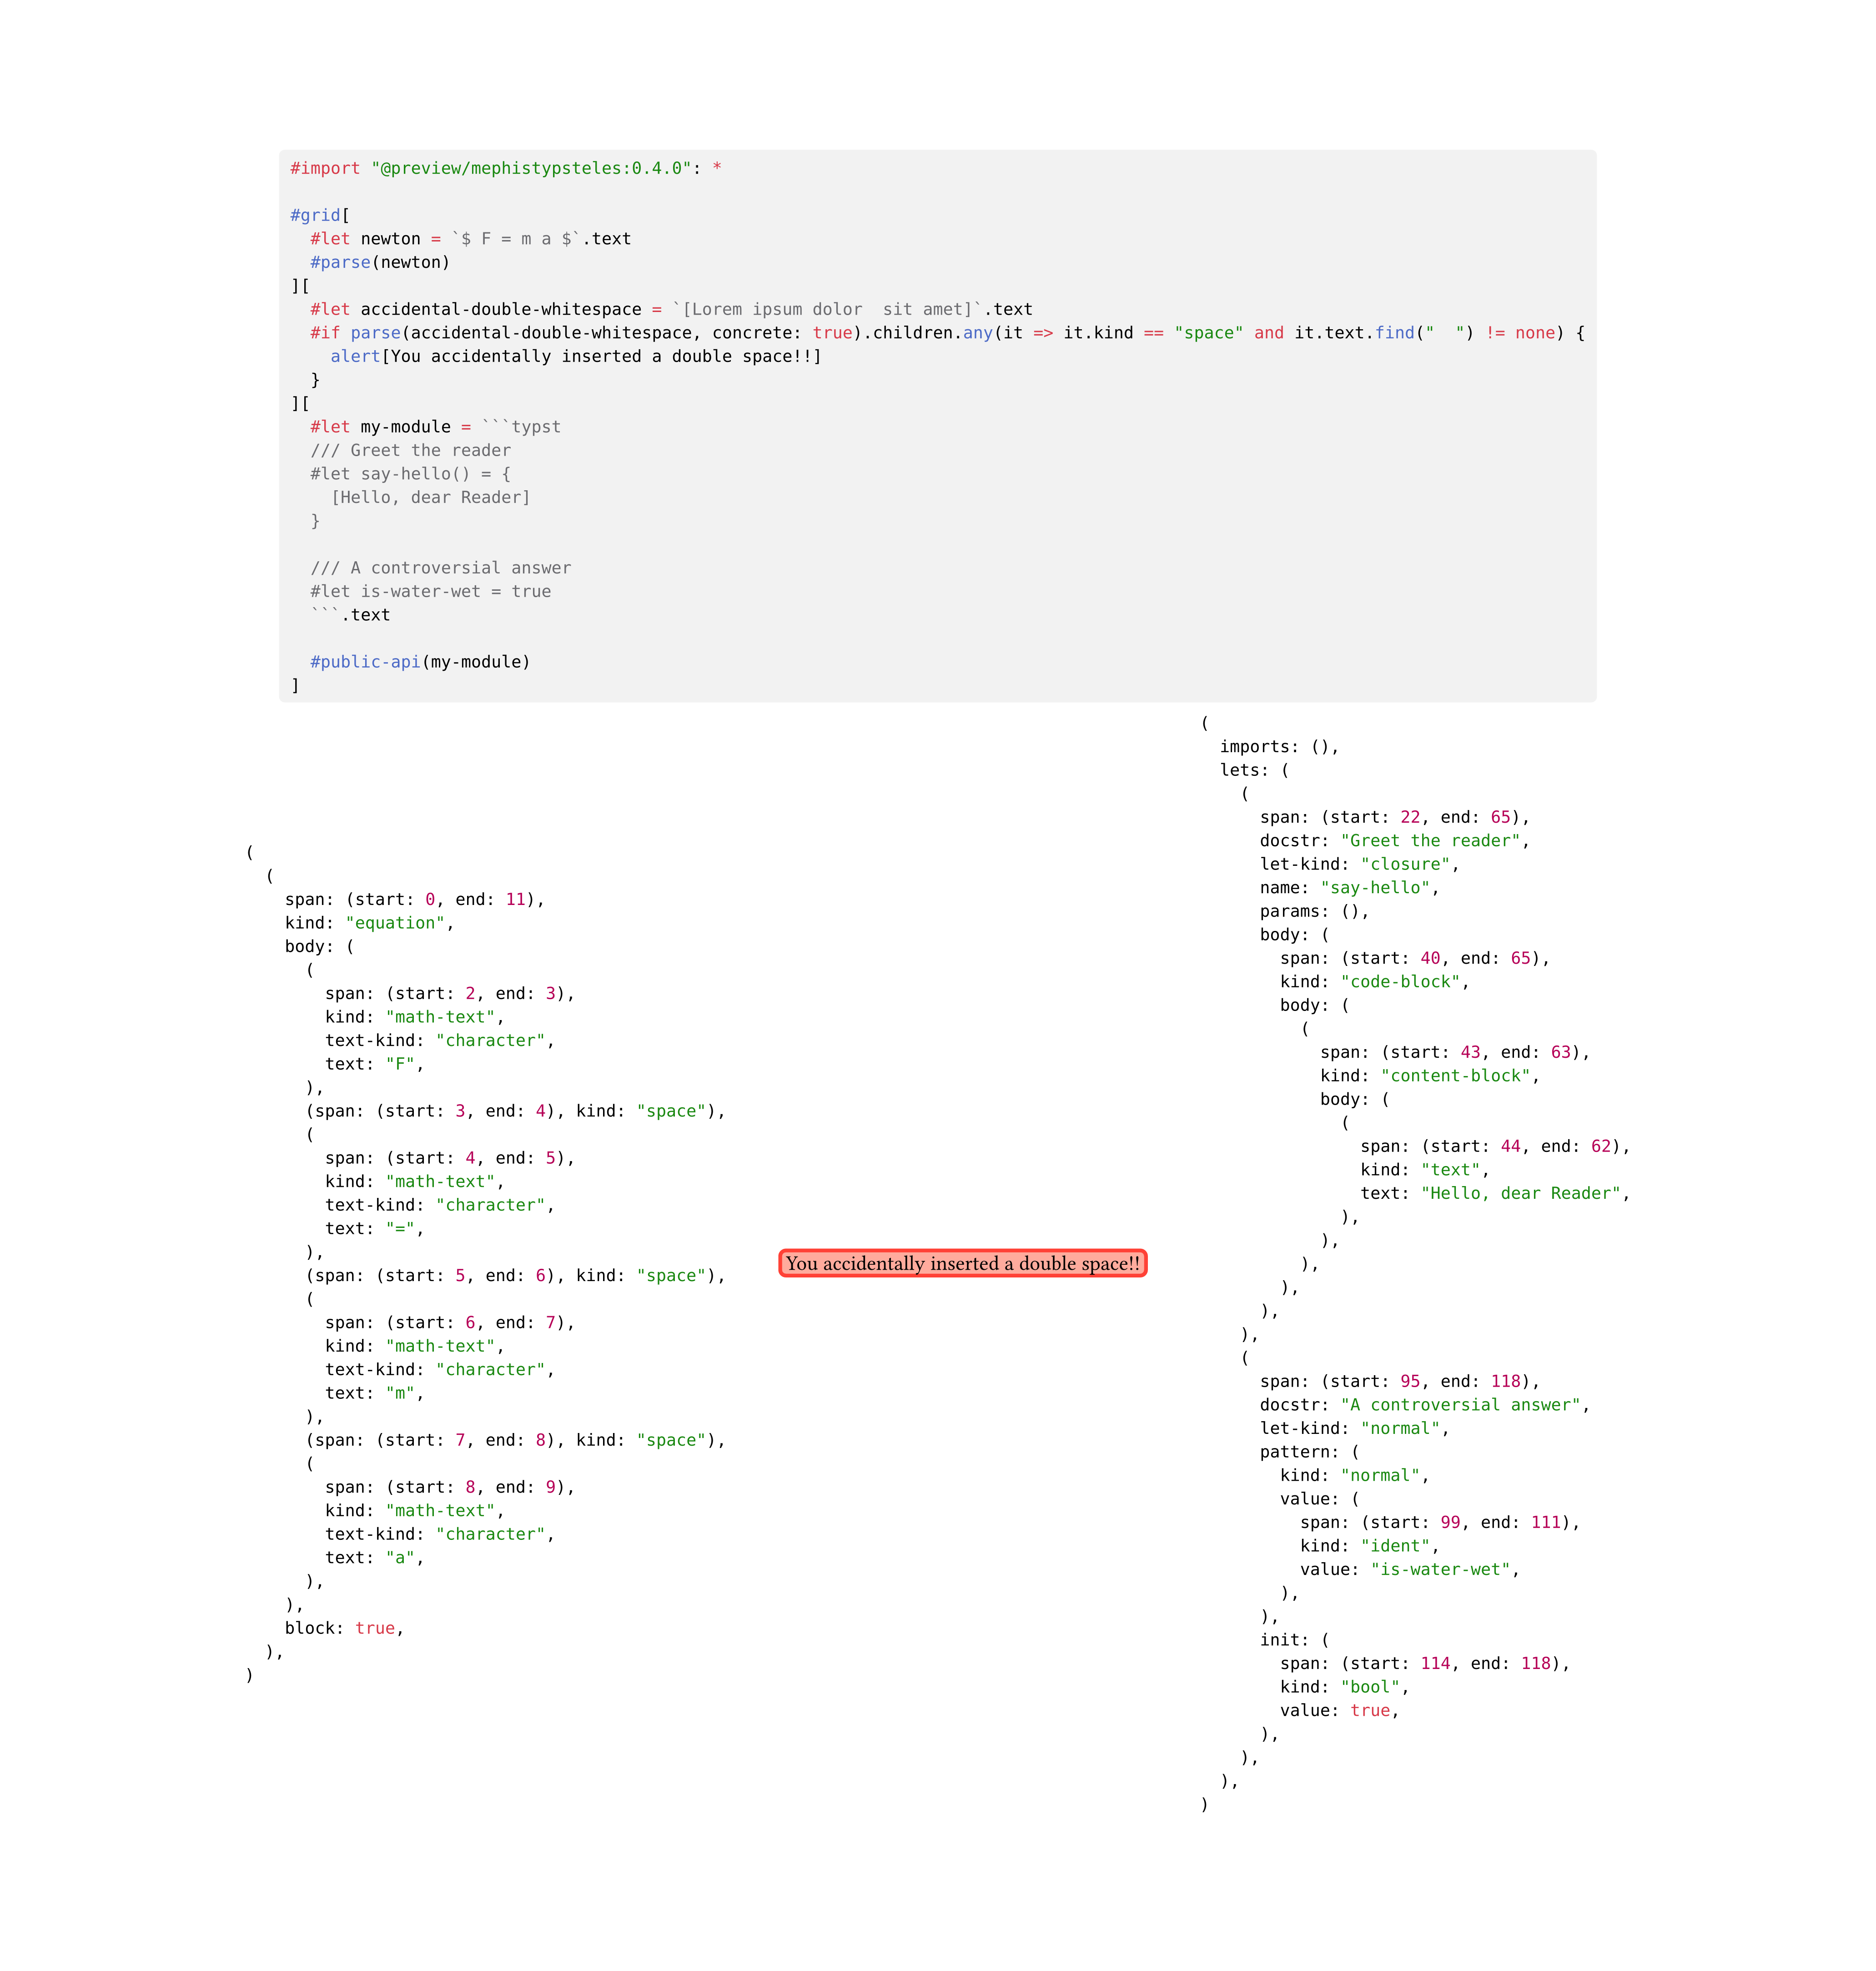 #import "@preview/mephistypsteles:0.4.0": *

#grid[
  #let newton = `$ F = m a $`.text
  #parse(newton)
][
  #let accidental-double-whitespace = `[Lorem ipsum dolor  sit amet]`.text
  #if parse(accidental-double-whitespace, concrete: true).children.any(it => it.kind == "space" and it.text.find("  ") != none) {
    alert[You accidentally inserted a double space!!]
  }
][
  #let my-module = ```typst
  /// Greet the reader
  #let say-hello() = {
    [Hello, dear Reader]
  }

  /// A controversial answer
  #let is-water-wet = true
  ```.text

  #public-api(my-module)
]
(
  (
    span: (start: 0, end: 11),
    kind: "equation",
    body: (
      (
        span: (start: 2, end: 3),
        kind: "math-text",
        text-kind: "character",
        text: "F",
      ),
      (span: (start: 3, end: 4), kind: "space"),
      (
        span: (start: 4, end: 5),
        kind: "math-text",
        text-kind: "character",
        text: "=",
      ),
      (span: (start: 5, end: 6), kind: "space"),
      (
        span: (start: 6, end: 7),
        kind: "math-text",
        text-kind: "character",
        text: "m",
      ),
      (span: (start: 7, end: 8), kind: "space"),
      (
        span: (start: 8, end: 9),
        kind: "math-text",
        text-kind: "character",
        text: "a",
      ),
    ),
    block: true,
  ),
)
You accidentally inserted a double space!!
(
  imports: (),
  lets: (
    (
      span: (start: 22, end: 65),
      docstr: "Greet the reader",
      let-kind: "closure",
      name: "say-hello",
      params: (),
      body: (
        span: (start: 40, end: 65),
        kind: "code-block",
        body: (
          (
            span: (start: 43, end: 63),
            kind: "content-block",
            body: (
              (
                span: (start: 44, end: 62),
                kind: "text",
                text: "Hello, dear Reader",
              ),
            ),
          ),
        ),
      ),
    ),
    (
      span: (start: 95, end: 118),
      docstr: "A controversial answer",
      let-kind: "normal",
      pattern: (
        kind: "normal",
        value: (
          span: (start: 99, end: 111),
          kind: "ident",
          value: "is-water-wet",
        ),
      ),
      init: (
        span: (start: 114, end: 118),
        kind: "bool",
        value: true,
      ),
    ),
  ),
)